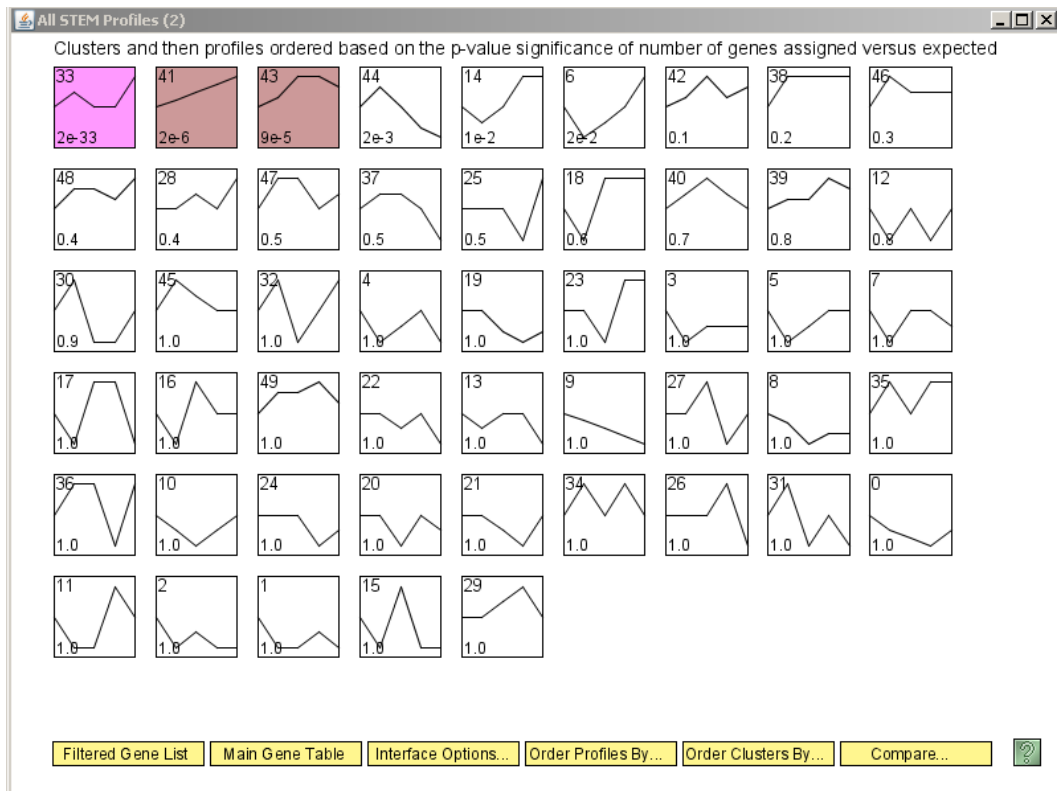 All STEM Profiles (2)
Clusters and then profiles ordered based on the p-value significance of number of genes assigned versus expected
33 41 43 44 14 6 42 38 46
2e-33 2e-6 9e-5 2e-3 1e-2 2e-2 0.1 0.2 0.3
48 28 47 37 25 18 40 39 12
0.4 0.4 0.5 0.5 0.5 0.6 0.7 0.8 0.8
30 45 32 4 19 23 3 5 7
0.9 1.0 1.0 1.0 1.0 1.0 1.0 1.0 1.0
17 16 49 22 13 9 27 8 35
1.0 1.0 1.0 1.0 1.0 1.0 1.0 1.0 1.0
36 10 24 20 21 34 26 31 0
1.0 1.0 1.0 1.0 1.0 1.0 1.0 1.0 1.0
11 2 1 15 29
1.0 1.0 1.0 1.0 1.0
Filtered Gene List Main Gene Table Interface Options... Order Profiles By... Order Clusters By... Compare... ?